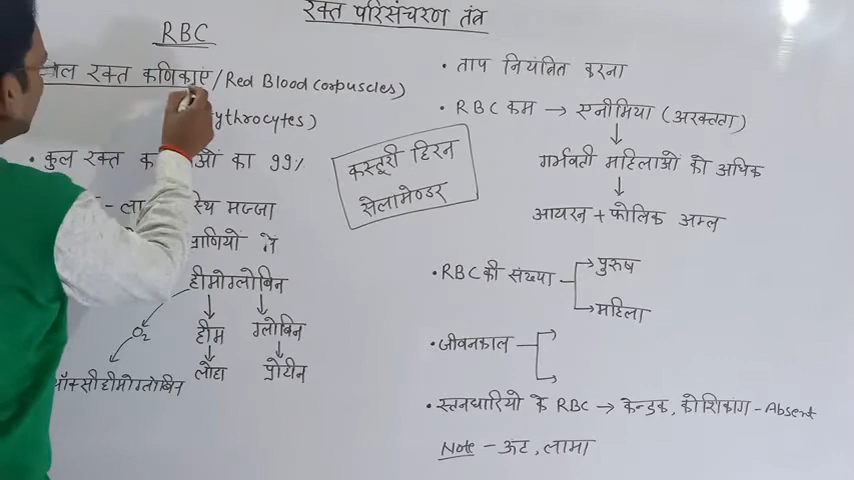 रक्त परिसंचरण तंत्र
RBC
रक्त कणिकाएं/Red Blood Corpuscles)
ythrocytes)
• कुल रक्त का 99%
मज्जा
में
हीमोग्लोबिन
O₂
हीम ग्लोबिन
लोहा प्रोटीन
ऑक्सीहीमोग्लोबिन
कस्तूरी हिरन
सेलामेण्डर
• ताप नियंत्रित करना
• RBC कम → एनीमिया (अरक्तता)
गर्भवती महिलाओं को अधिक
आयरन + फोलिक अम्ल
• RBC की संख्या → पुरुष
→ महिला
• जीवनकाल
• स्तनधारियों के RBC → केन्द्रक, कोशिकांग - Absent
Note - ऊंट, लामा